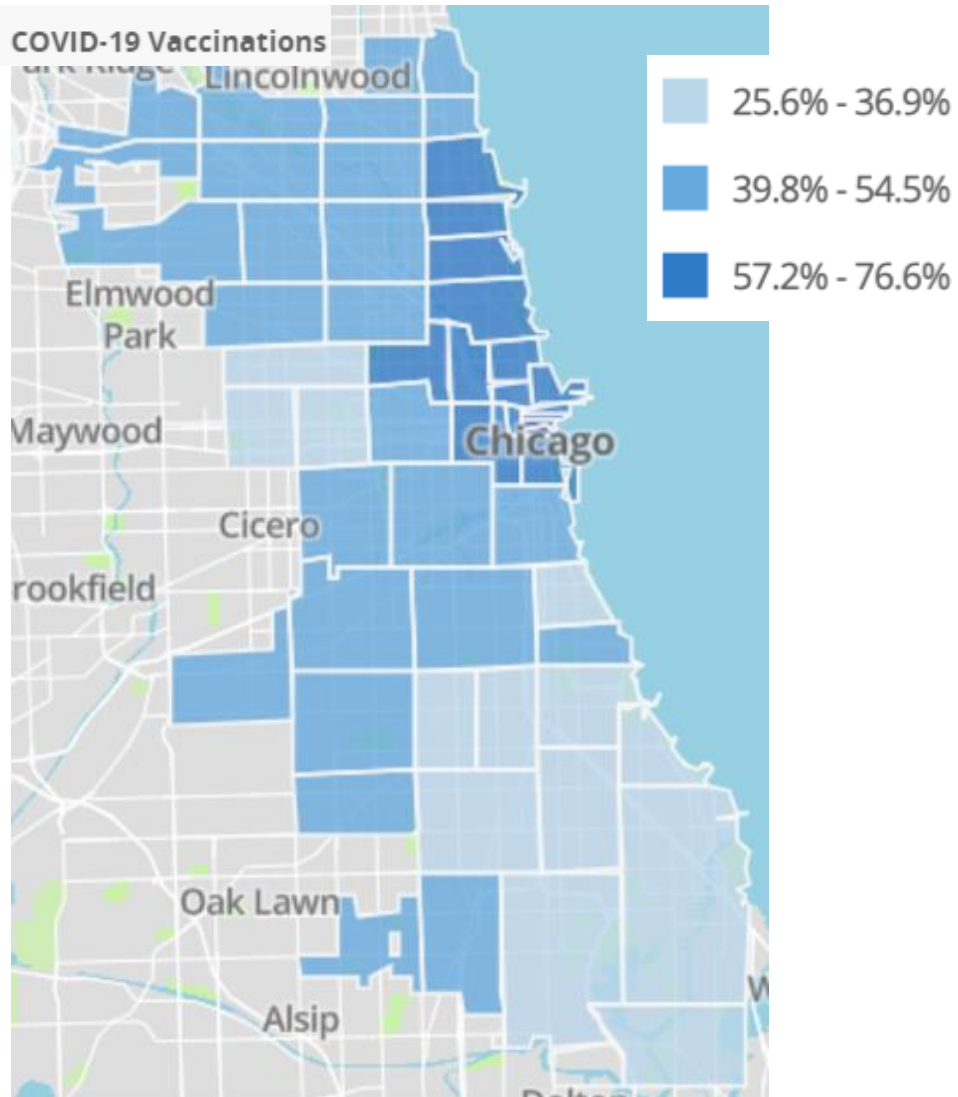 COVID-19 Vaccinations
Lincolnwood
25.6% - 36.9%
39.8% - 54.5%
57.2% - 76.6%
Elmwood
Park
Maywood
Chicago
Cicero
rookfield
Oak Lawn
W
Alsip